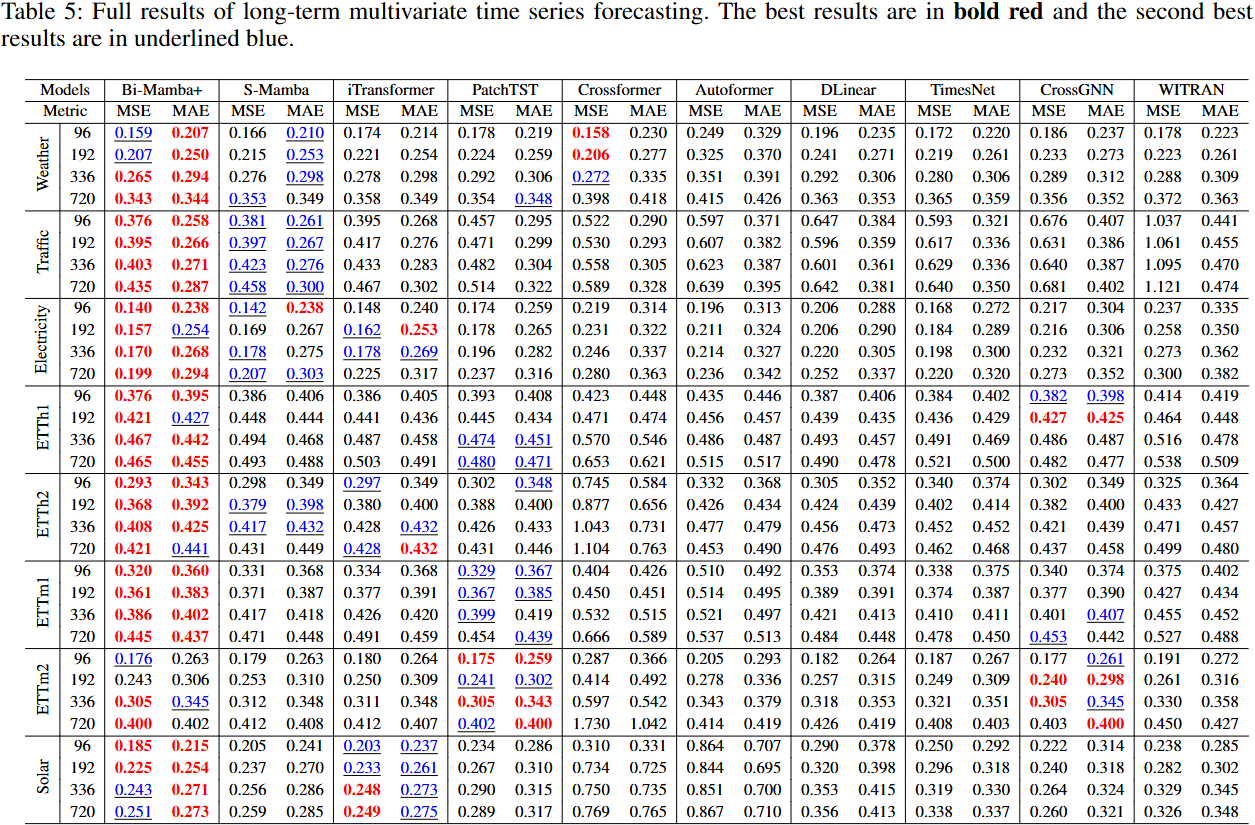 Table 5: Full results of long-term multivariate time series forecasting. The best results are in bold red and the second best
results are in underlined blue.
Models Bi-Mamba+ S-Mamba iTransformer PatchTST Crossformer Autoformer DLinear TimesNet CrossGNN WITRAN
Metric MSE MAE MSE MAE MSE MAE MSE MAE MSE MAE MSE MAE MSE MAE MSE MAE MSE MAE MSE MAE
Weather
96 0.159 0.207 0.166 0.210 0.174 0.214 0.178 0.219 0.158 0.230 0.249 0.329 0.196 0.235 0.172 0.220 0.186 0.237 0.178 0.223
192 0.207 0.250 0.215 0.253 0.221 0.254 0.224 0.259 0.206 0.277 0.325 0.370 0.241 0.271 0.219 0.261 0.233 0.273 0.223 0.261
336 0.265 0.294 0.276 0.298 0.278 0.298 0.292 0.306 0.272 0.335 0.351 0.391 0.292 0.306 0.280 0.306 0.289 0.312 0.288 0.309
720 0.343 0.344 0.353 0.349 0.358 0.349 0.354 0.348 0.398 0.418 0.415 0.426 0.363 0.353 0.365 0.359 0.356 0.352 0.372 0.363
Traffic
96 0.376 0.258 0.381 0.261 0.395 0.268 0.457 0.295 0.522 0.290 0.597 0.371 0.647 0.384 0.593 0.321 0.676 0.407 1.037 0.441
192 0.395 0.266 0.397 0.267 0.417 0.276 0.471 0.299 0.530 0.293 0.607 0.382 0.596 0.359 0.617 0.336 0.631 0.386 1.061 0.455
336 0.403 0.271 0.423 0.276 0.433 0.283 0.482 0.304 0.558 0.305 0.623 0.387 0.601 0.361 0.629 0.336 0.640 0.387 1.095 0.470
720 0.435 0.287 0.458 0.300 0.467 0.302 0.514 0.322 0.589 0.328 0.639 0.395 0.642 0.381 0.640 0.350 0.681 0.402 1.121 0.474
Electricity
96 0.140 0.238 0.142 0.238 0.148 0.240 0.174 0.259 0.219 0.314 0.196 0.313 0.206 0.288 0.168 0.272 0.217 0.304 0.237 0.335
192 0.157 0.254 0.169 0.267 0.162 0.253 0.178 0.265 0.231 0.322 0.211 0.324 0.206 0.290 0.184 0.289 0.216 0.306 0.258 0.350
336 0.170 0.268 0.178 0.275 0.178 0.269 0.196 0.282 0.246 0.337 0.214 0.327 0.220 0.305 0.198 0.300 0.232 0.321 0.273 0.362
720 0.199 0.294 0.207 0.303 0.225 0.317 0.237 0.316 0.280 0.363 0.236 0.342 0.252 0.337 0.220 0.320 0.273 0.352 0.300 0.382
ETTh1
96 0.376 0.395 0.386 0.406 0.386 0.405 0.393 0.408 0.423 0.448 0.435 0.446 0.387 0.406 0.384 0.402 0.382 0.398 0.414 0.419
192 0.421 0.427 0.448 0.444 0.441 0.436 0.445 0.434 0.471 0.474 0.456 0.457 0.439 0.435 0.436 0.429 0.427 0.425 0.464 0.448
336 0.467 0.442 0.494 0.468 0.487 0.458 0.474 0.451 0.570 0.546 0.486 0.487 0.493 0.457 0.491 0.469 0.486 0.487 0.516 0.478
720 0.465 0.455 0.493 0.488 0.503 0.491 0.480 0.471 0.653 0.621 0.515 0.517 0.490 0.478 0.521 0.500 0.482 0.477 0.538 0.509
ETTh2
96 0.293 0.343 0.298 0.349 0.297 0.349 0.302 0.348 0.745 0.584 0.332 0.368 0.305 0.352 0.340 0.374 0.302 0.349 0.325 0.364
192 0.368 0.392 0.379 0.398 0.380 0.400 0.388 0.400 0.877 0.656 0.426 0.434 0.424 0.439 0.402 0.414 0.382 0.400 0.433 0.427
336 0.408 0.425 0.417 0.432 0.428 0.432 0.426 0.433 1.043 0.731 0.477 0.479 0.456 0.473 0.452 0.452 0.421 0.439 0.471 0.457
720 0.421 0.441 0.431 0.449 0.428 0.432 0.431 0.446 1.104 0.763 0.453 0.490 0.476 0.493 0.462 0.468 0.437 0.458 0.499 0.480
ETTm1
96 0.320 0.360 0.331 0.368 0.334 0.368 0.329 0.367 0.404 0.426 0.510 0.492 0.353 0.374 0.338 0.375 0.340 0.374 0.375 0.402
192 0.361 0.383 0.371 0.387 0.377 0.391 0.367 0.385 0.450 0.451 0.514 0.495 0.389 0.391 0.374 0.387 0.377 0.390 0.427 0.434
336 0.386 0.402 0.417 0.418 0.426 0.420 0.399 0.419 0.532 0.515 0.521 0.497 0.421 0.413 0.410 0.411 0.401 0.407 0.455 0.452
720 0.445 0.437 0.471 0.448 0.491 0.459 0.454 0.439 0.666 0.589 0.537 0.513 0.484 0.448 0.478 0.450 0.453 0.442 0.527 0.488
ETTm2
96 0.176 0.263 0.179 0.263 0.180 0.264 0.175 0.259 0.287 0.366 0.205 0.293 0.182 0.264 0.187 0.267 0.177 0.261 0.191 0.272
192 0.243 0.306 0.253 0.310 0.250 0.309 0.241 0.302 0.414 0.492 0.278 0.336 0.257 0.315 0.249 0.309 0.240 0.298 0.261 0.316
336 0.305 0.345 0.312 0.348 0.311 0.348 0.305 0.343 0.597 0.542 0.343 0.379 0.318 0.353 0.321 0.351 0.305 0.345 0.330 0.358
720 0.400 0.402 0.412 0.408 0.412 0.407 0.402 0.400 1.730 1.042 0.414 0.419 0.426 0.419 0.408 0.403 0.403 0.400 0.450 0.427
Solar
96 0.185 0.215 0.205 0.241 0.203 0.237 0.234 0.286 0.310 0.331 0.864 0.707 0.290 0.378 0.250 0.292 0.222 0.314 0.238 0.285
192 0.225 0.254 0.237 0.270 0.233 0.261 0.267 0.310 0.734 0.725 0.844 0.695 0.320 0.398 0.296 0.318 0.240 0.318 0.282 0.302
336 0.243 0.271 0.256 0.286 0.248 0.273 0.290 0.315 0.750 0.735 0.851 0.700 0.353 0.415 0.319 0.330 0.264 0.324 0.329 0.345
720 0.251 0.273 0.259 0.285 0.249 0.275 0.289 0.317 0.769 0.765 0.867 0.710 0.356 0.413 0.338 0.337 0.260 0.321 0.326 0.348